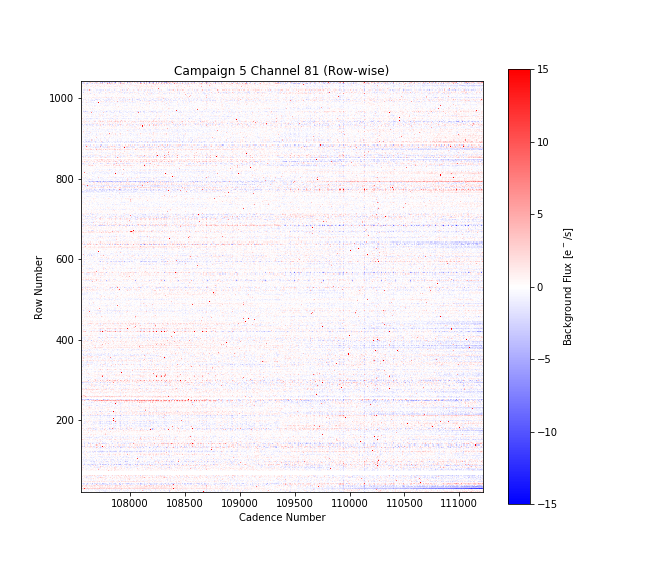 Campaign 5 Channel 81 (Row-wise)
1000
800
600
400
200
Row Number
108000 108500 109000 109500 110000 110500 111000
Cadence Number
15
10
5
0
−5
−10
−15
Background Flux [e⁻/s]